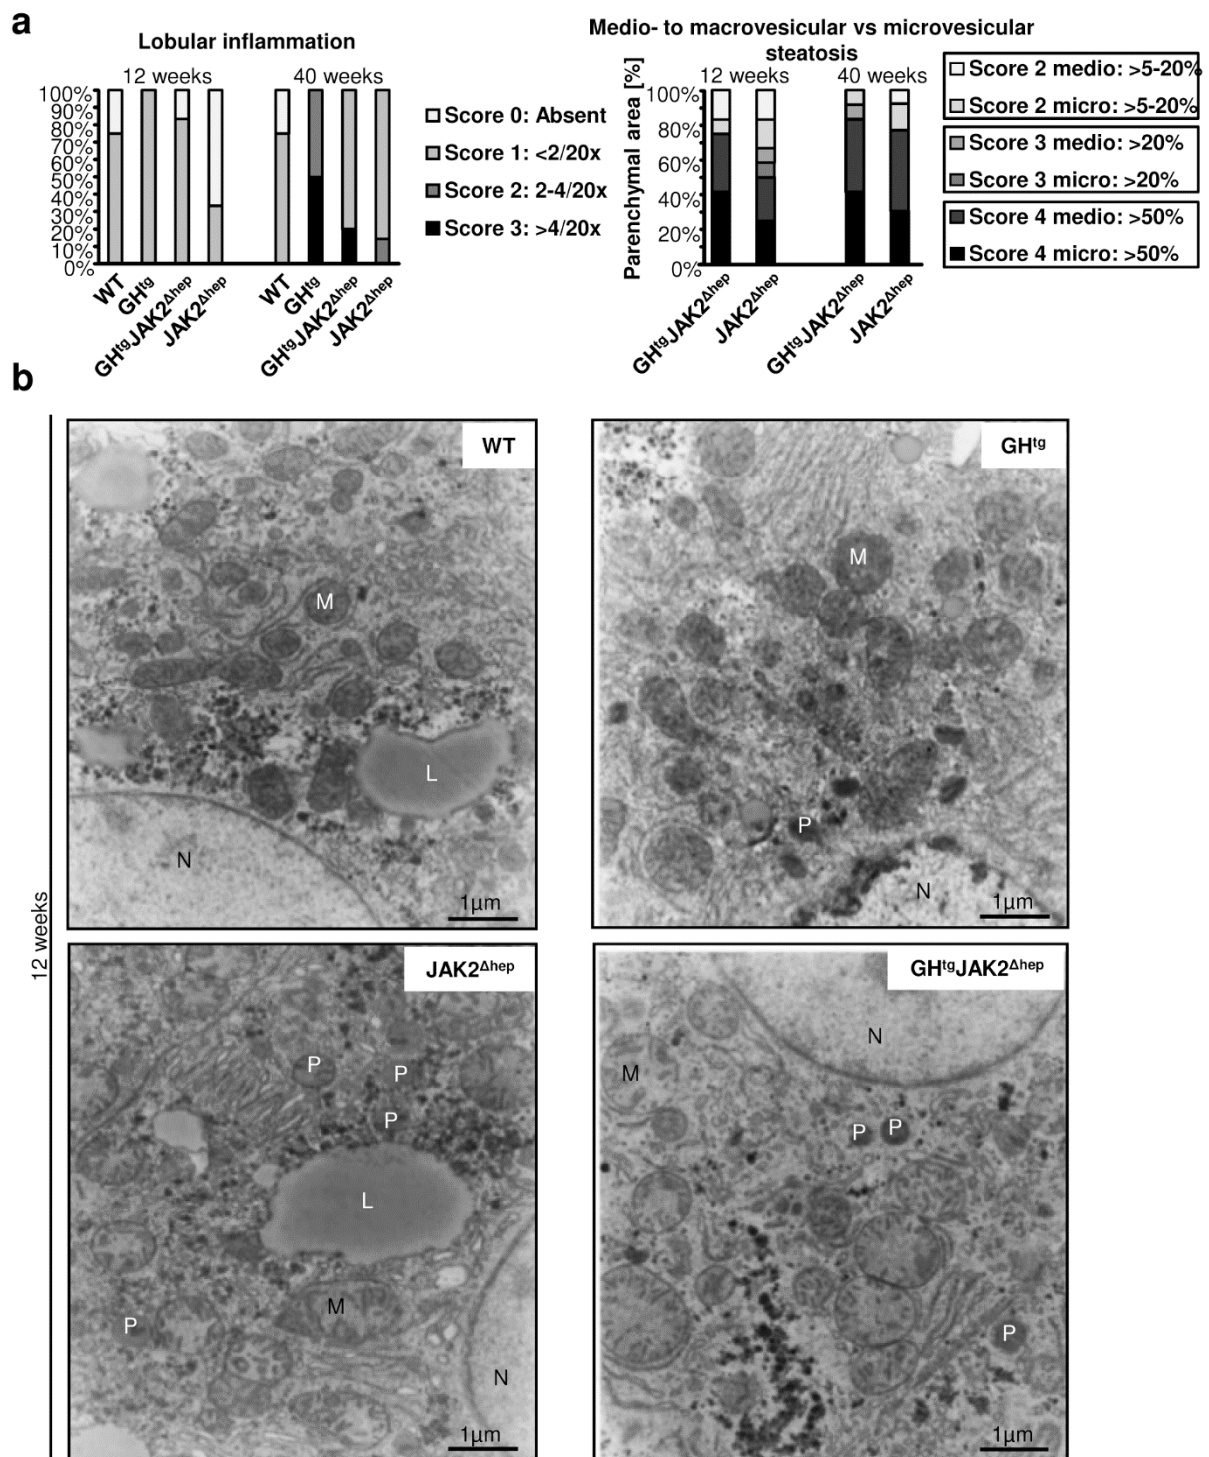 a
Lobular inflammation
12 weeks 40 weeks
100%
90%
80%
70%
60%
50%
40%
30%
20%
10%
0%
WT
GHtg
GHtgJAK2Δhep
JAK2Δhep
WT
GHtg
GHtgJAK2Δhep
JAK2Δhep
Score 0: Absent
Score 1: <2/20x
Score 2: 2-4/20x
Score 3: >4/20x
Medio- to macrovesicular vs microvesicular
steatosis
12 weeks 40 weeks
Parenchymal area [%]
100%
80%
60%
40%
20%
0%
GHtgJAK2Δhep
JAK2Δhep
GHtgJAK2Δhep
JAK2Δhep
Score 2 medio: >5-20%
Score 2 micro: >5-20%
Score 3 medio: >20%
Score 3 micro: >20%
Score 4 medio: >50%
Score 4 micro: >50%
b
12 weeks
WT
M
L
N
1μm
GHtg
M
P
N
1μm
JAK2Δhep
P
P
P
L
M
P
N
1μm
GHtgJAK2Δhep
N
M
P P
P
1μm